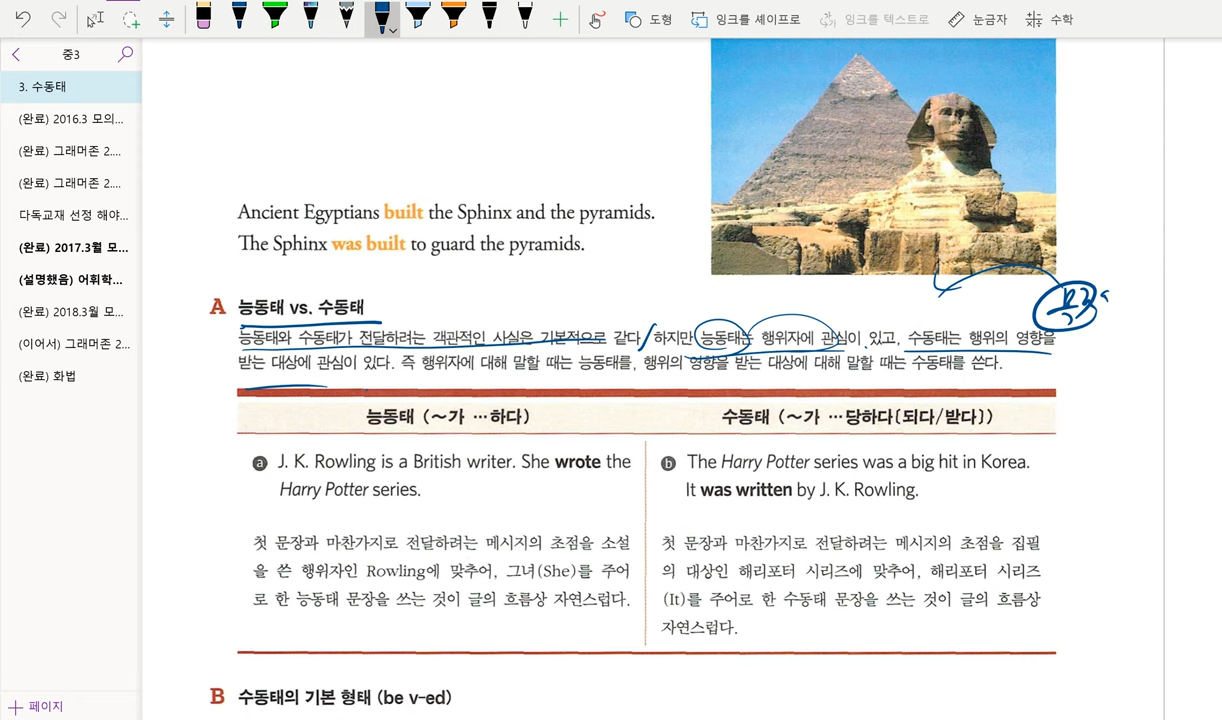 도형
잉크를 셰이프로
잉크를 텍스트로
눈금자
수학
중3
3. 수동태
(완료) 2016.3 모의...
(완료) 그래머존 2....
(완료) 그래머존 2....
다독교재 선정 해야...
(완료) 2017.3월 모...
(설명했음) 어휘학...
(완료) 2018.3월 모...
(이어서) 그래머존 2...
(완료) 화법
페이지
Ancient Egyptians built the Sphinx and the pyramids.
The Sphinx was built to guard the pyramids.
A 능동태 vs. 수동태
능동태와 수동태가 전달하려는 객관적인 사실은 기본적으로 같다. 하지만 능동태는 행위자에 관심이 있고, 수동태는 행위의 영향을
받는 대상에 관심이 있다. 즉 행위자에 대해 말할 때는 능동태를, 행위의 영향을 받는 대상에 대해 말할 때는 수동태를 쓴다.
능동태 (～가 …하다)
수동태 (～가 …당하다〔되다/받다〕)
ⓐ J. K. Rowling is a British writer. She wrote the
Harry Potter series.
첫 문장과 마찬가지로 전달하려는 메시지의 초점을 소설
을 쓴 행위자인 Rowling에 맞추어, 그녀(She)를 주어
로 한 능동태 문장을 쓰는 것이 글의 흐름상 자연스럽다.
ⓑ The Harry Potter series was a big hit in Korea.
It was written by J. K. Rowling.
첫 문장과 마찬가지로 전달하려는 메시지의 초점을 집필
의 대상인 해리포터 시리즈에 맞추어, 해리포터 시리즈
(It)를 주어로 한 수동태 문장을 쓰는 것이 글의 흐름상
자연스럽다.
B 수동태의 기본 형태 (be v-ed)